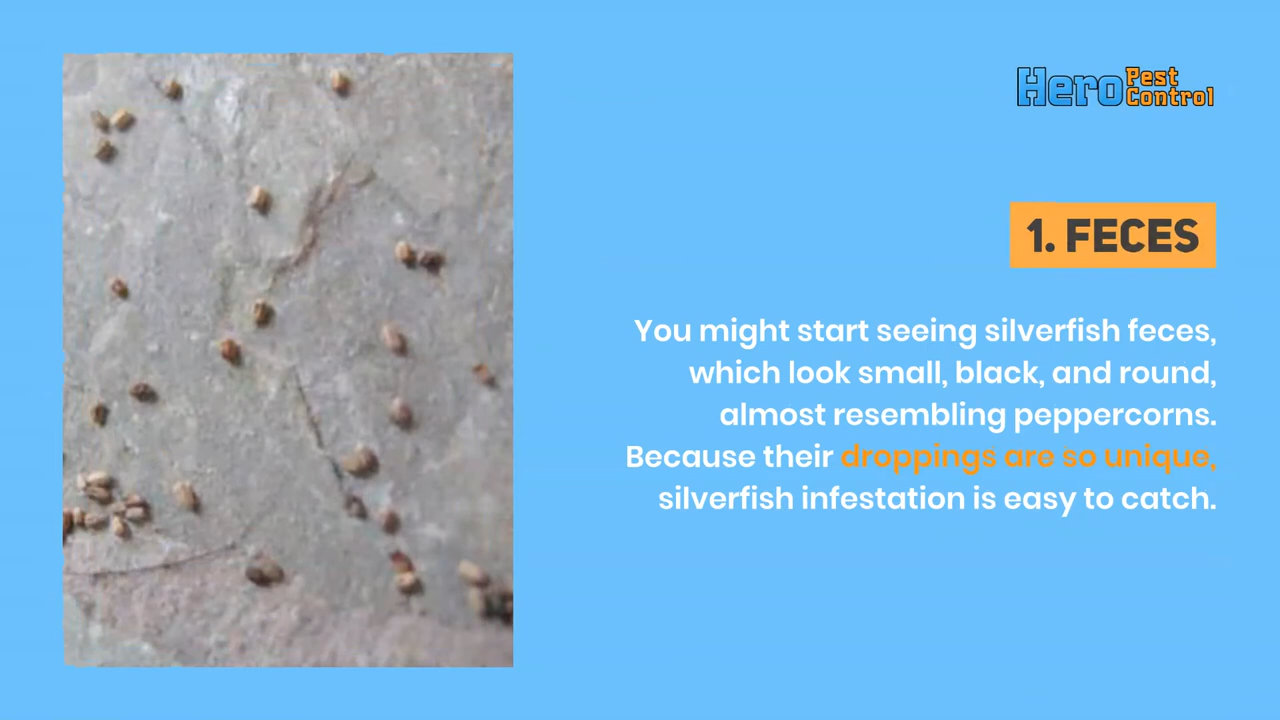 Hero Pest Control
1. FECES
You might start seeing silverfish feces,
which look small, black, and round,
almost resembling peppercorns.
Because their droppings are so unique,
silverfish infestation is easy to catch.